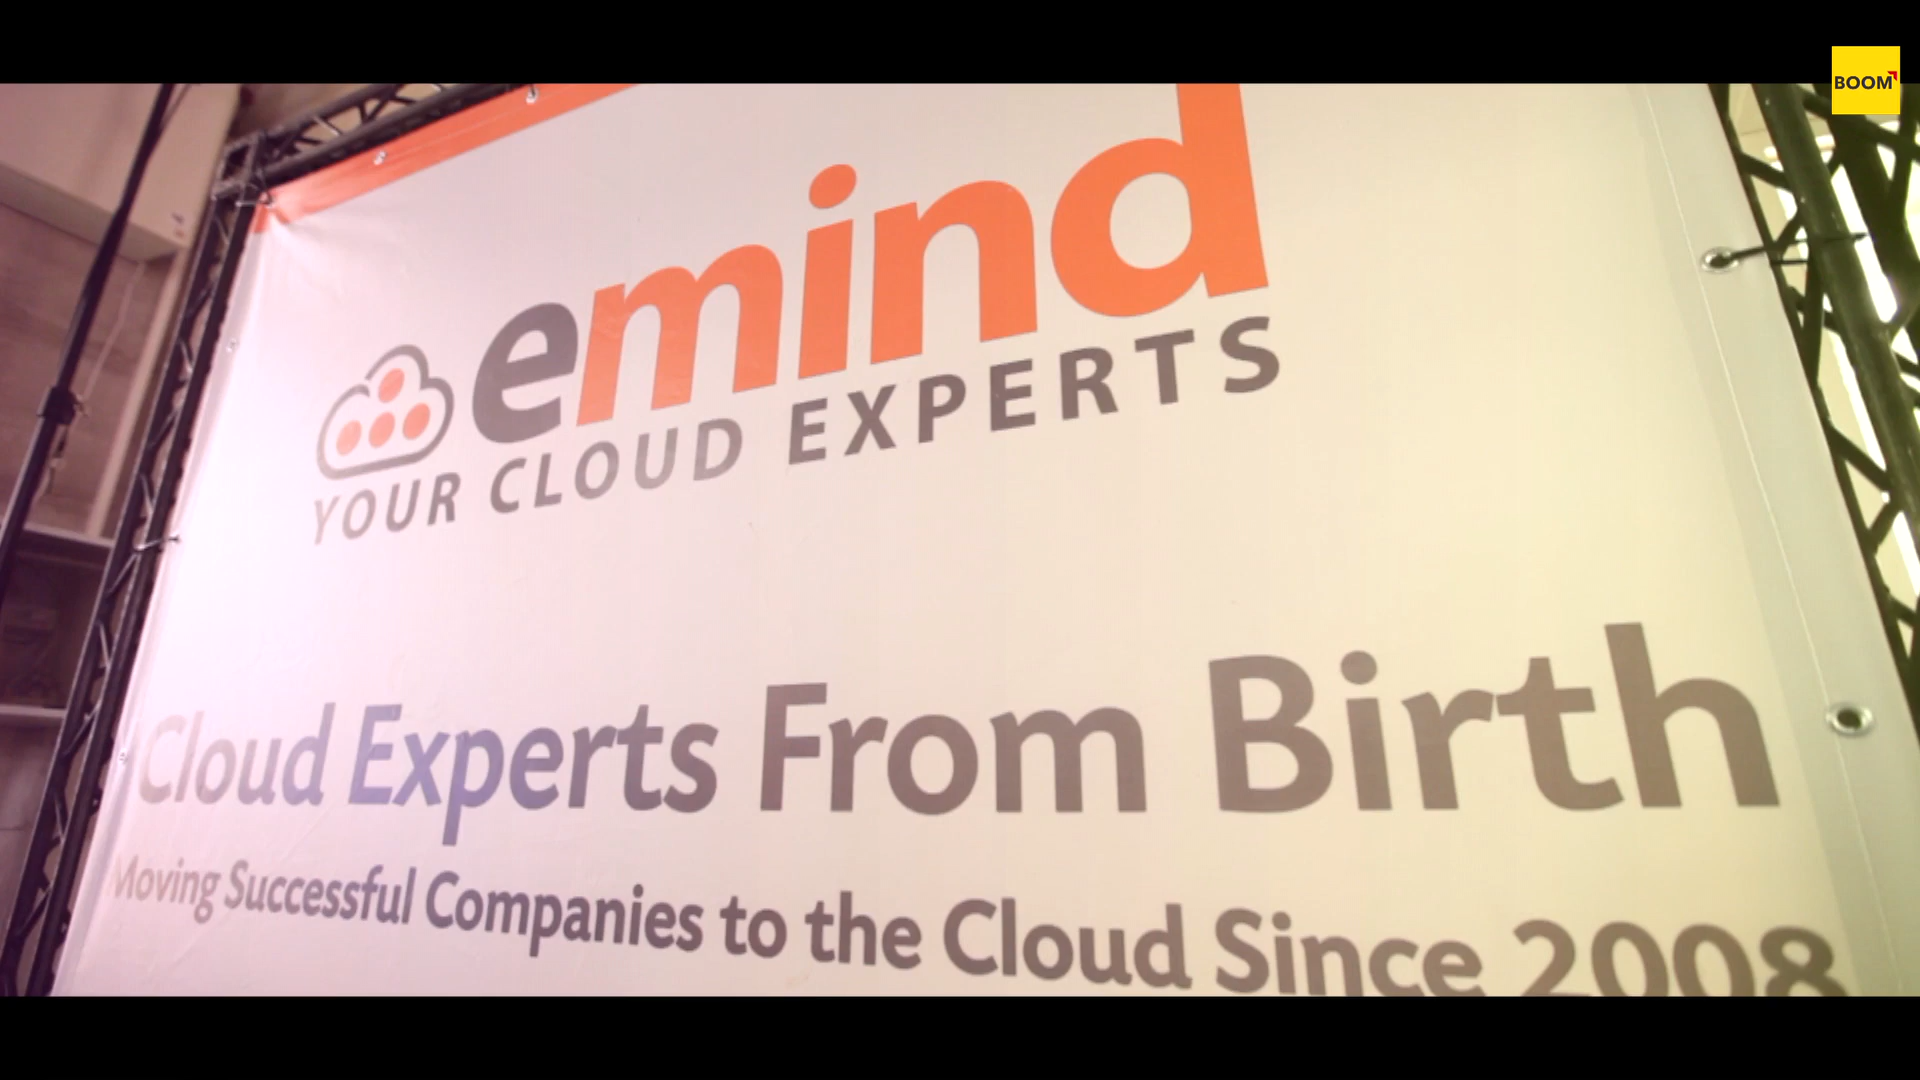 BOOM
emind
YOUR CLOUD EXPERTS
Cloud Experts From Birth
Moving Successful Companies to the Cloud Since 2008